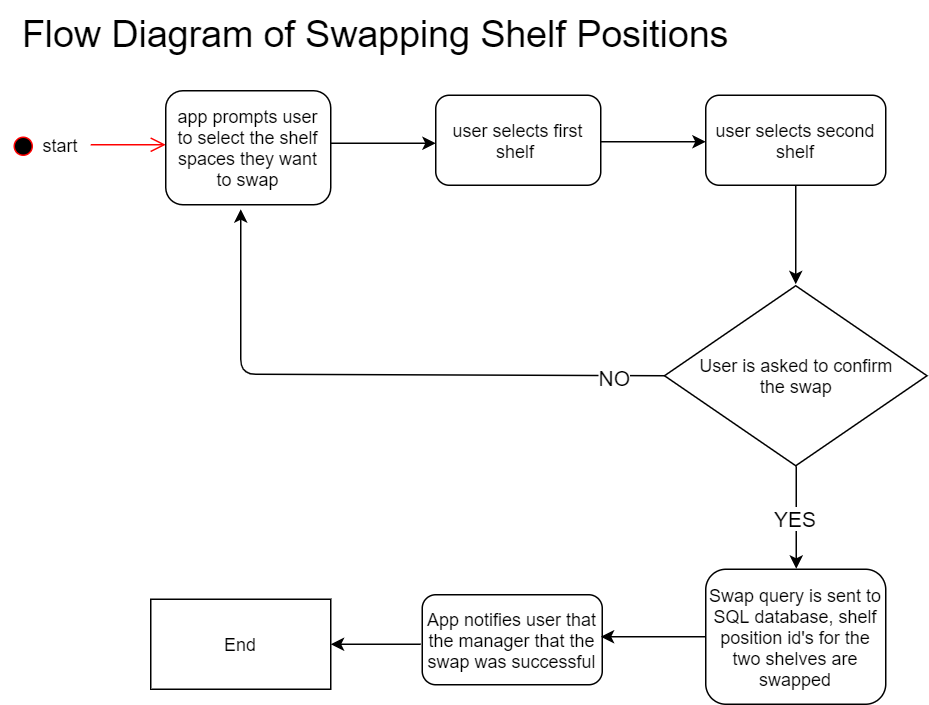 Flow Diagram of Swapping Shelf Positions
start
app prompts user
to select the shelf
spaces they want
to swap
user selects first
shelf
user selects second
shelf
User is asked to confirm
the swap
NO
YES
Swap query is sent to
SQL database, shelf
position id's for the
two shelves are
swapped
App notifies user that
the manager that the
swap was successful
End